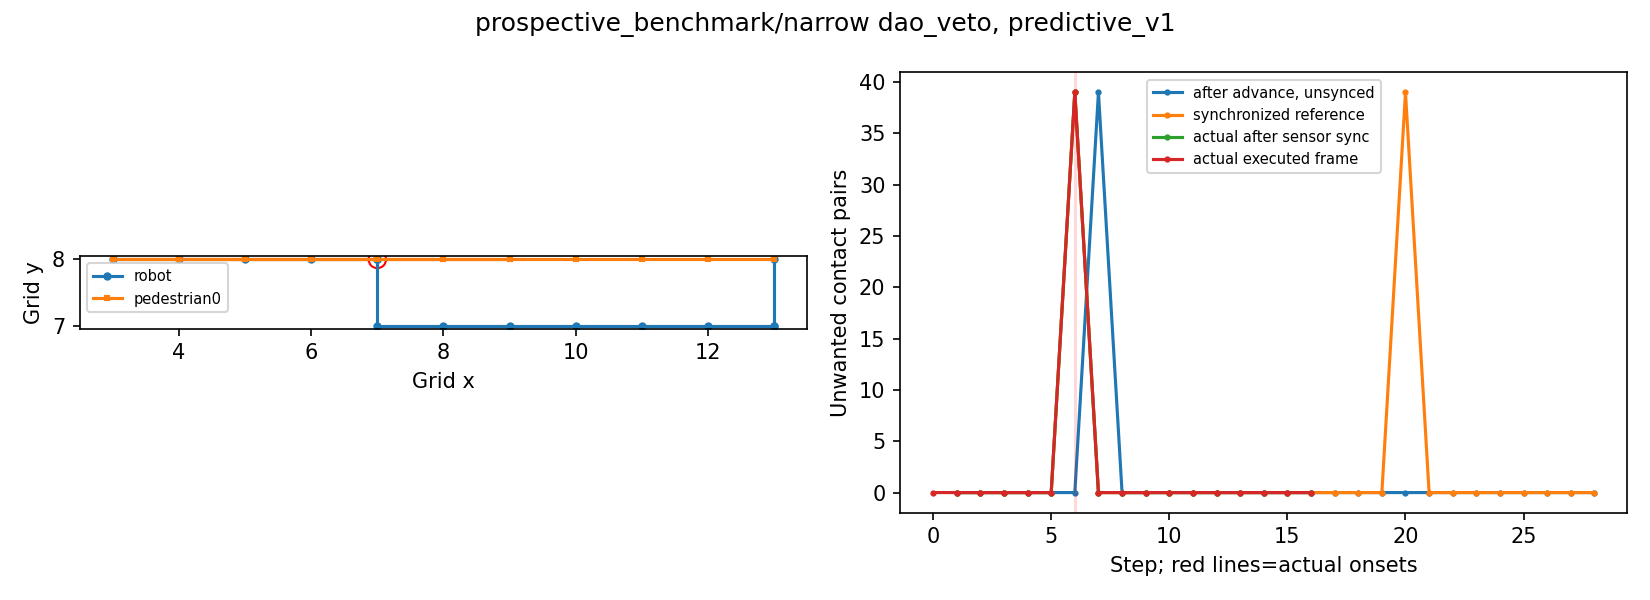 prospective_benchmark/narrow dao_veto, predictive_v1
Grid y
8
7
robot
pedestrian0
4
6
8
10
12
Grid x
Unwanted contact pairs
40
35
30
25
20
15
10
5
0
after advance, unsynced
synchronized reference
actual after sensor sync
actual executed frame
0
5
10
15
20
25
Step; red lines=actual onsets